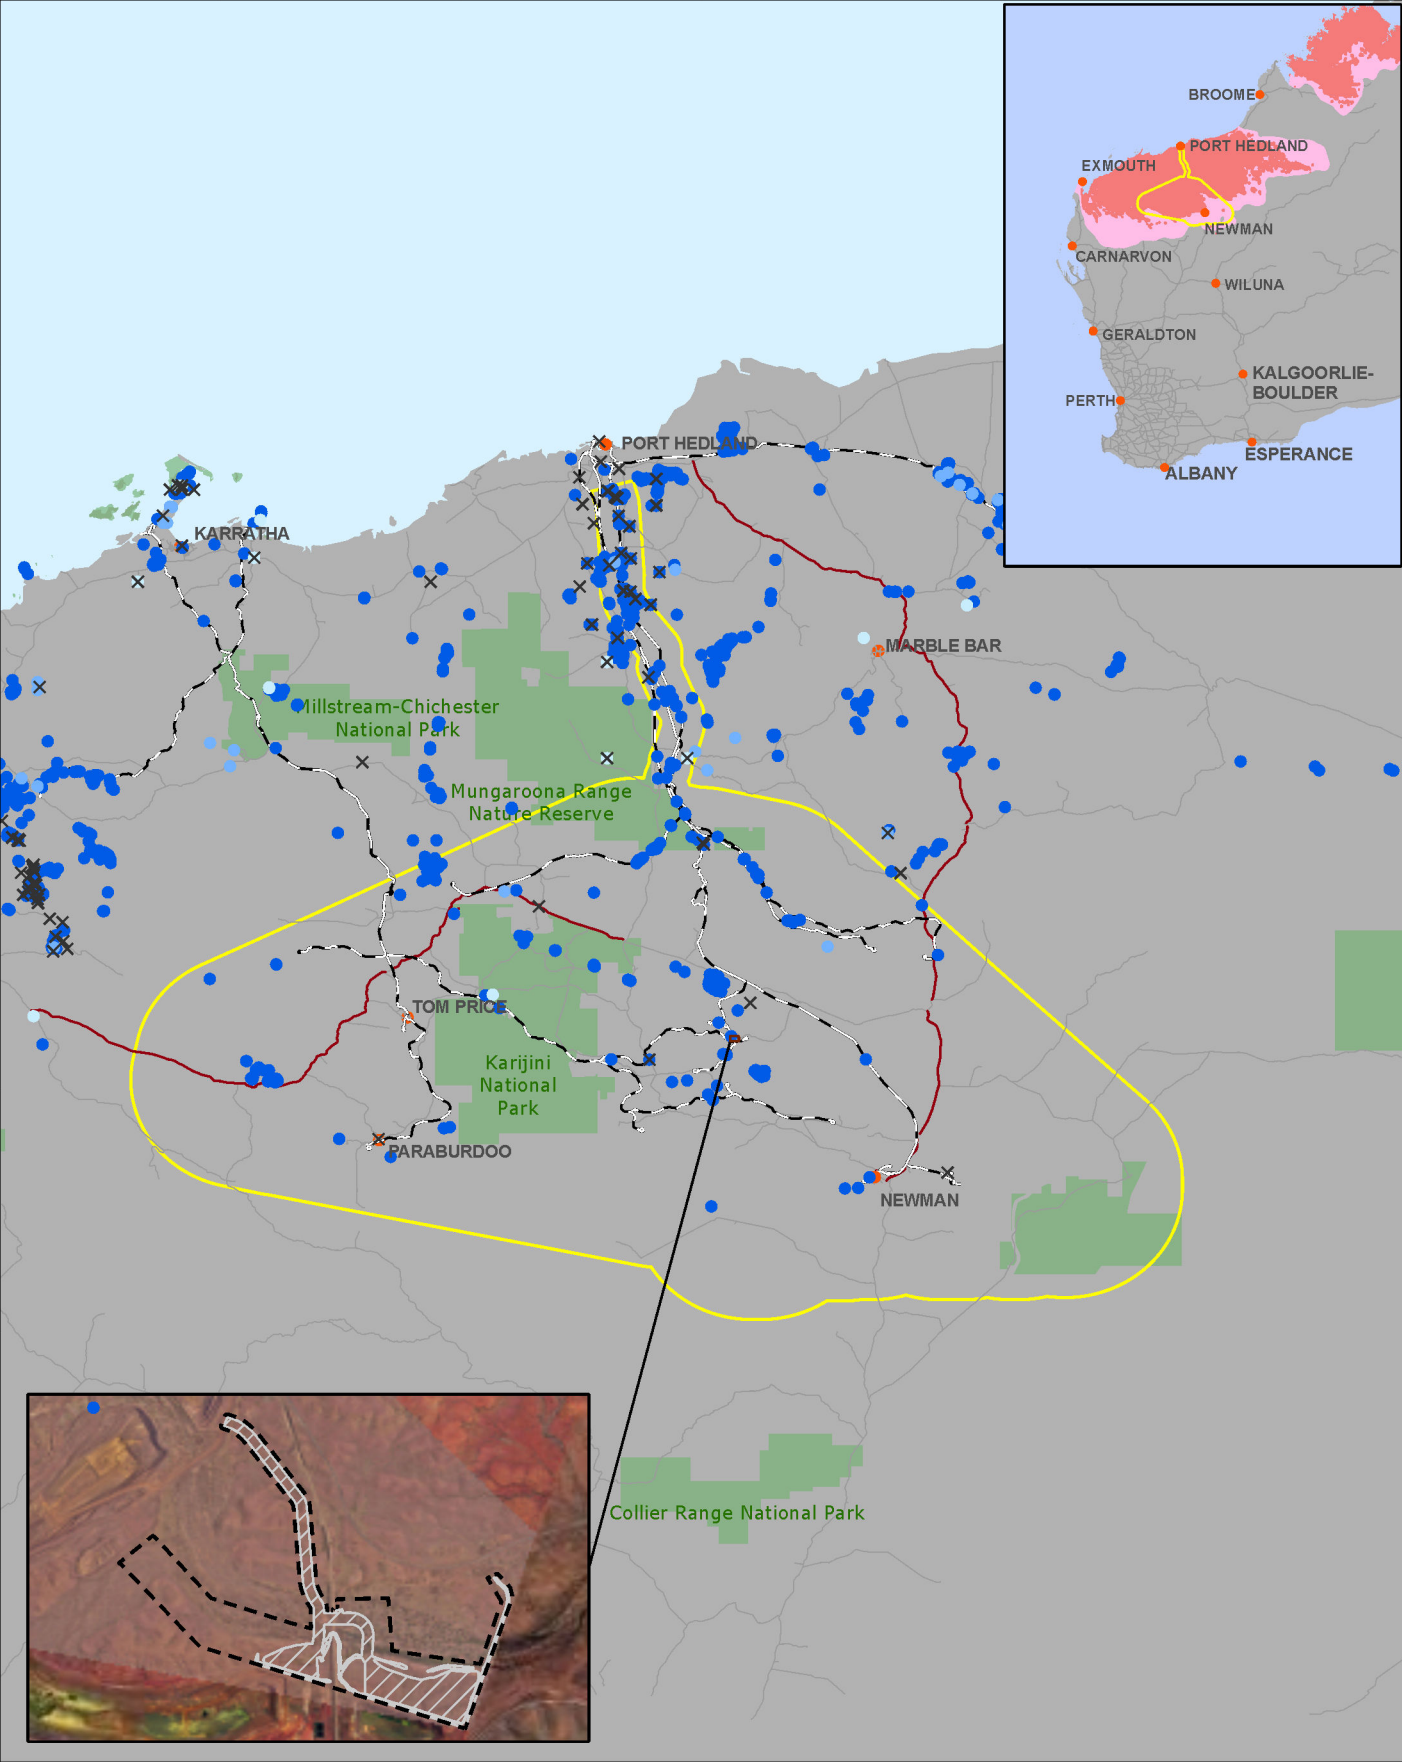 BROOME
PORT HEDLAND
EXMOUTH
NEWMAN
CARNARVON
WILUNA
GERALDTON
KALGOORLIE-
BOULDER
PERTH
ESPERANCE
ALBANY
PORT HEDLAND
KARRATHA
MARBLE BAR
Millstream-Chichester
National Park
Mungaroona Range
Nature Reserve
TOM PRICE
Karijini
National
Park
PARABURDOO
NEWMAN
Collier Range National Park